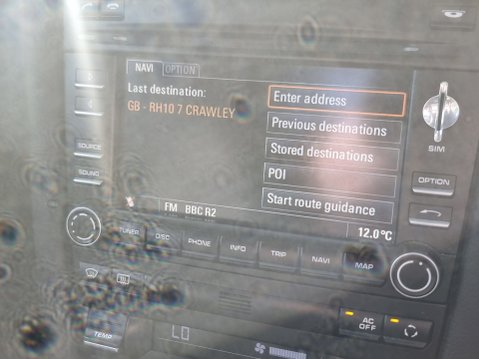 NAVI
OPTION
Last destination:
GB - RH10 7 CRAWLEY
Enter address
Previous destinations
Stored destinations
POI
Start route guidance
FM BBC R2
12.0°C
SOURCE
SOUND
SIM
OPTION
TUNER
DISC
PHONE
INFO
TRIP
NAVI
MAP
TEMP
LO
AC
OFF